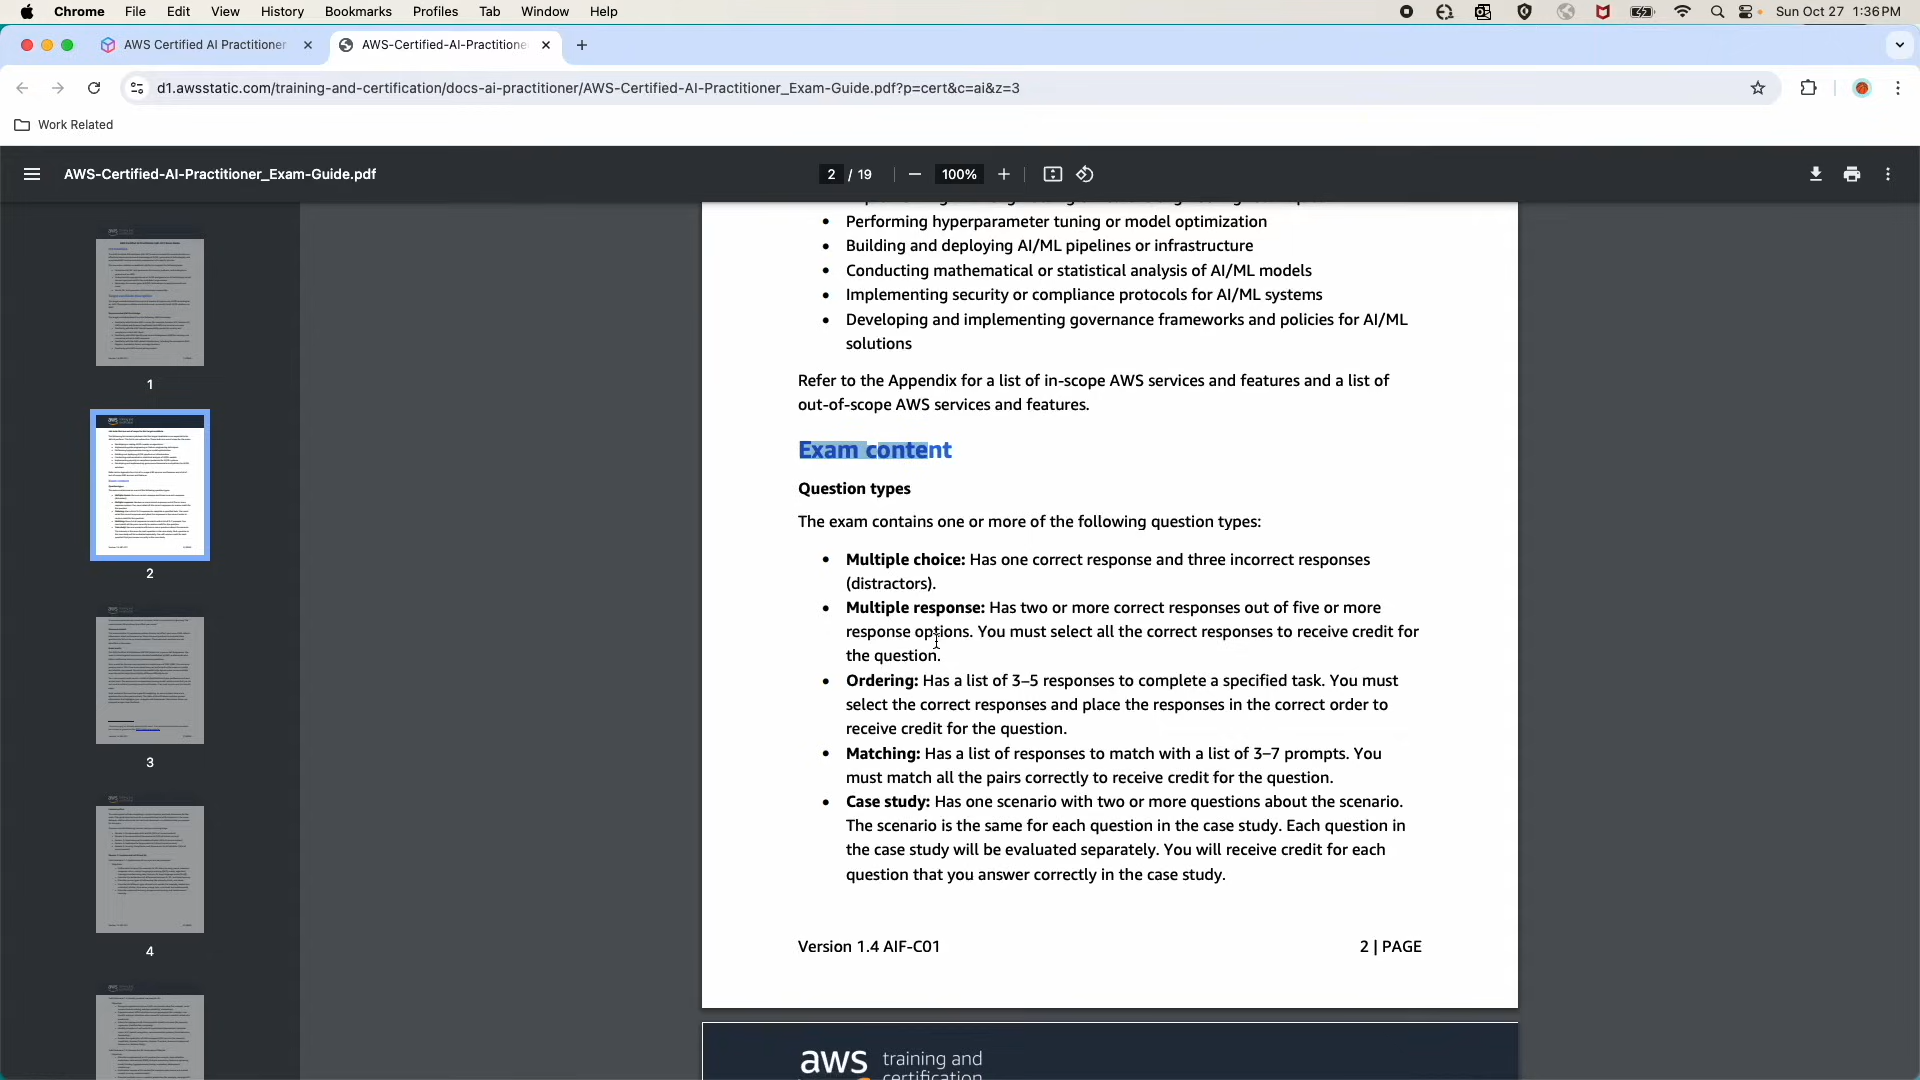 Chrome File Edit View History Bookmarks Profiles Tab Window Help Sun Oct 27 1:36 PM
AWS Certified AI Practitioner AWS-Certified-AI-Practitione
d1.awsstatic.com/training-and-certification/docs-ai-practitioner/AWS-Certified-AI-Practitioner_Exam-Guide.pdf?p=cert&c=ai&z=3
Work Related
AWS-Certified-AI-Practitioner_Exam-Guide.pdf 2 / 19 100%
• Performing hyperparameter tuning or model optimization
• Building and deploying AI/ML pipelines or infrastructure
• Conducting mathematical or statistical analysis of AI/ML models
• Implementing security or compliance protocols for AI/ML systems
• Developing and implementing governance frameworks and policies for AI/ML
solutions
Refer to the Appendix for a list of in-scope AWS services and features and a list of
out-of-scope AWS services and features.
Exam content
Question types
The exam contains one or more of the following question types:
• Multiple choice: Has one correct response and three incorrect responses
(distractors).
• Multiple response: Has two or more correct responses out of five or more
response options. You must select all the correct responses to receive credit for
the question.
• Ordering: Has a list of 3–5 responses to complete a specified task. You must
select the correct responses and place the responses in the correct order to
receive credit for the question.
• Matching: Has a list of responses to match with a list of 3–7 prompts. You
must match all the pairs correctly to receive credit for the question.
• Case study: Has one scenario with two or more questions about the scenario.
The scenario is the same for each question in the case study. Each question in
the case study will be evaluated separately. You will receive credit for each
question that you answer correctly in the case study.
Version 1.4 AIF-C01 2 | PAGE
aws training and
certification
1
2
3
4